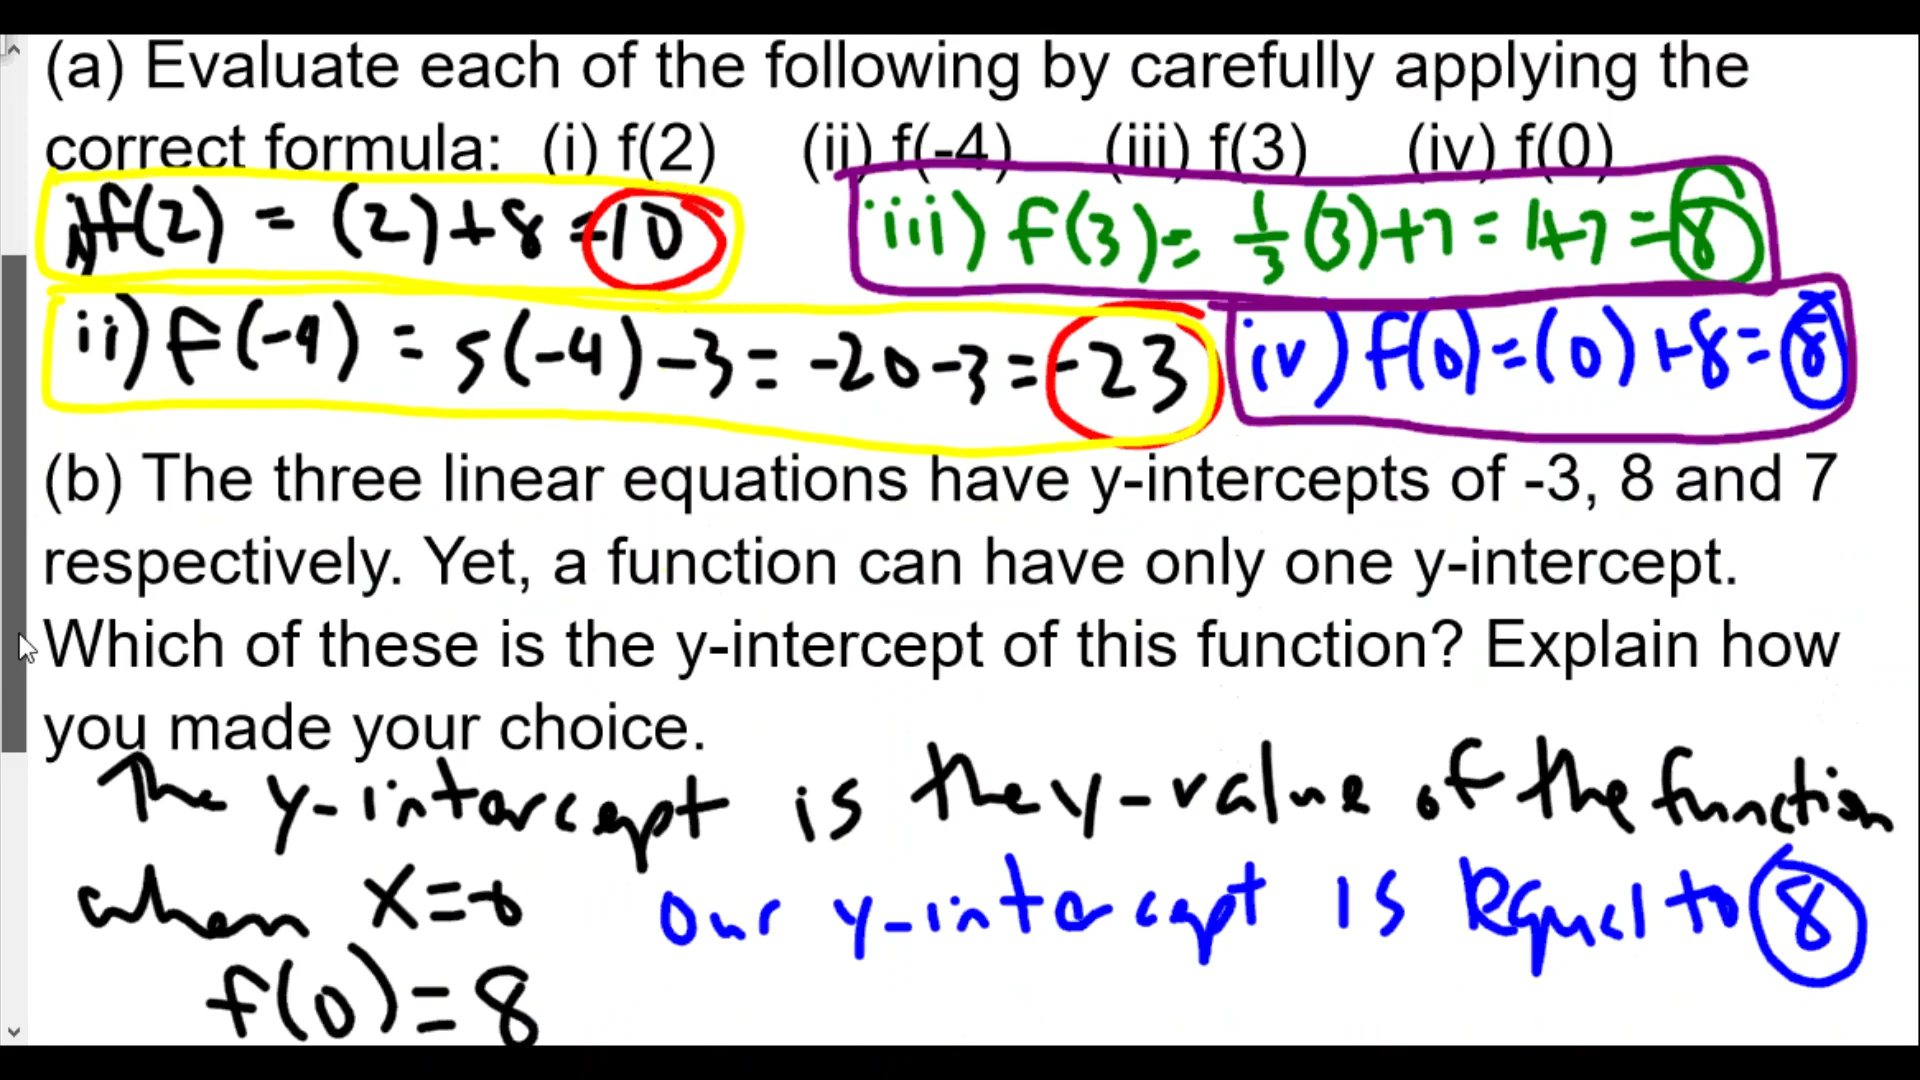 (a) Evaluate each of the following by carefully applying the
correct formula: (i) f(2) (ii) f(-4) (iii) f(3) (iv) f(0)
i) f(2) = (2)+8 = 10
iii) f(3) = 1/3 (3)+7 = 1+7 = 8
ii) f(-4) = 5(-4)-3 = -20-3 = -23
iv) f(0) = (0)+8 = 8
(b) The three linear equations have y-intercepts of -3, 8 and 7
respectively. Yet, a function can have only one y-intercept.
Which of these is the y-intercept of this function? Explain how
you made your choice.
The y-intercept is the y-value of the function
when x=0 Our y-intercept is equal to 8
f(0)=8